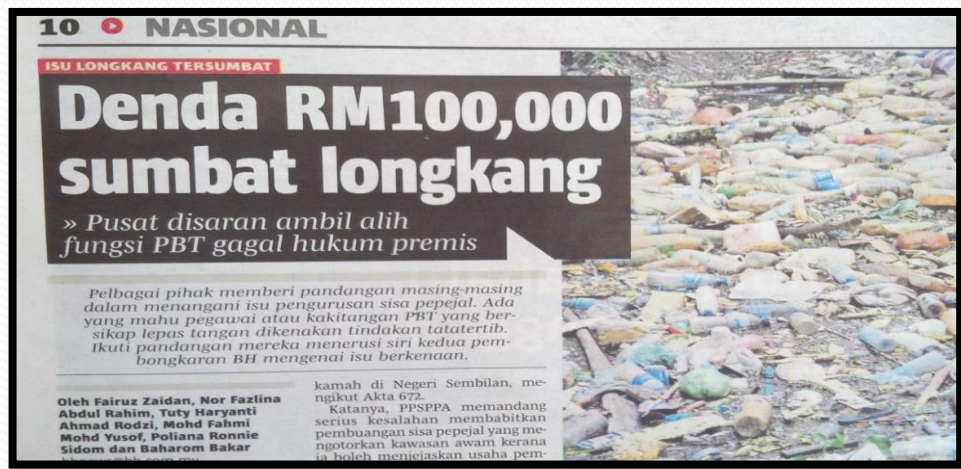 10 NASIONAL
ISU LONGKANG TERSUMBAT
Denda RM100,000
sumbat longkang
» Pusat disaran ambil alih
fungsi PBT gagal hukum premis
Pelbagai pihak memberi pandangan masing-masing
dalam menangani isu pengurusan sisa pepejal. Ada
yang mahu pegawai atau kakitangan PBT yang ber-
sikap lepas tangan dikenakan tindakan tatatertib.
Ikuti pandangan mereka menerusi siri kedua pem-
bongkaran BH mengenai isu berkenaan.
Oleh Fairuz Zaidan, Nor Fazlina
Abdul Rahim, Tuty Haryanti
Ahmad Rodzi, Mohd Fahmi
Mohd Yusof, Poliana Ronnie
Sidom dan Baharom Bakar
kamah di Negeri Sembilan, me-
ngikut Akta 672.
Katanya, PPSPPA memandang
serius kesalahan membabitkan
pembuangan sisa pepejal yang me-
ngotorkan kawasan awam kerana
ia boleh menjejaskan usaha pem-